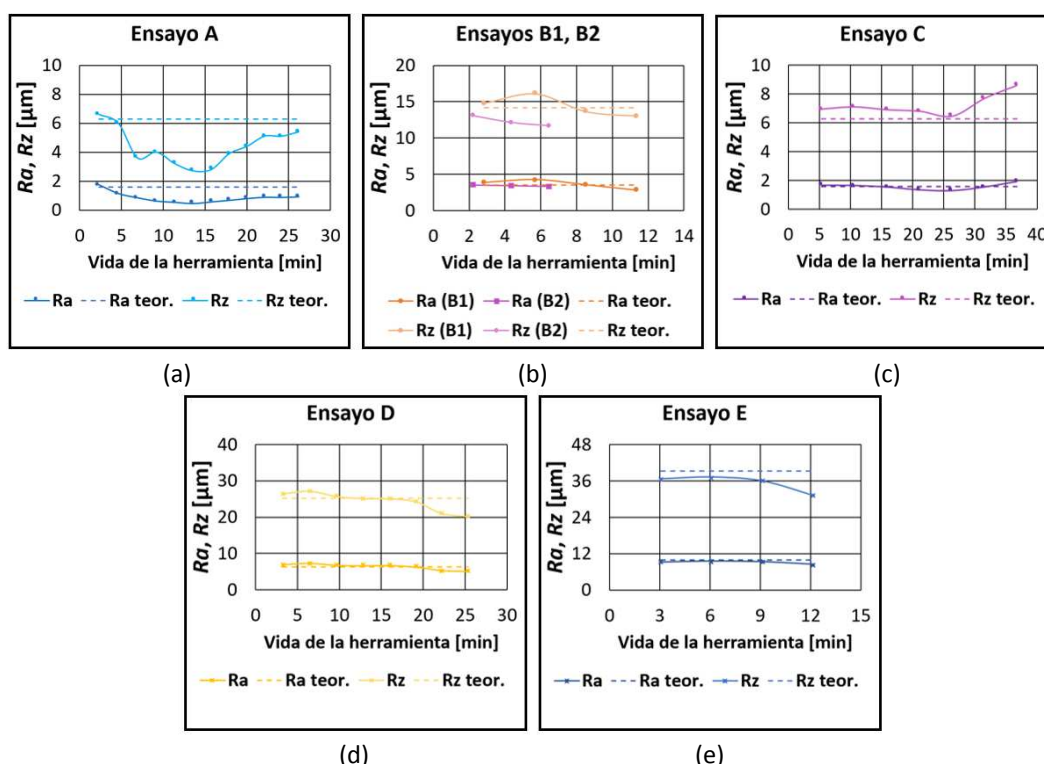 Ensayo A
10
8
6
4
2
0
0 5 10 15 20 25 30
Ra, Rz [µm]
Vida de la herramienta [min]
Ra Ra teor. Rz Rz teor.
(a)
Ensayos B1, B2
20
15
10
5
0
0 2 4 6 8 10 12 14
Ra, Rz [µm]
Vida de la herramienta [min]
Ra (B1) Ra (B2) Ra teor.
Rz (B1) Rz (B2) Rz teor.
(b)
Ensayo C
10
8
6
4
2
0
0 5 10 15 20 25 30 35 40
Ra, Rz [µm]
Vida de la herramienta [min]
Ra Ra teor. Rz Rz teor.
(c)
Ensayo D
40
30
20
10
0
0 5 10 15 20 25 30
Ra, Rz [µm]
Vida de la herramienta [min]
Ra Ra teor. Rz Rz teor.
(d)
Ensayo E
48
36
24
12
0
0 3 6 9 12 15
Ra, Rz [µm]
Vida de la herramienta [min]
Ra Ra teor. Rz Rz teor.
(e)